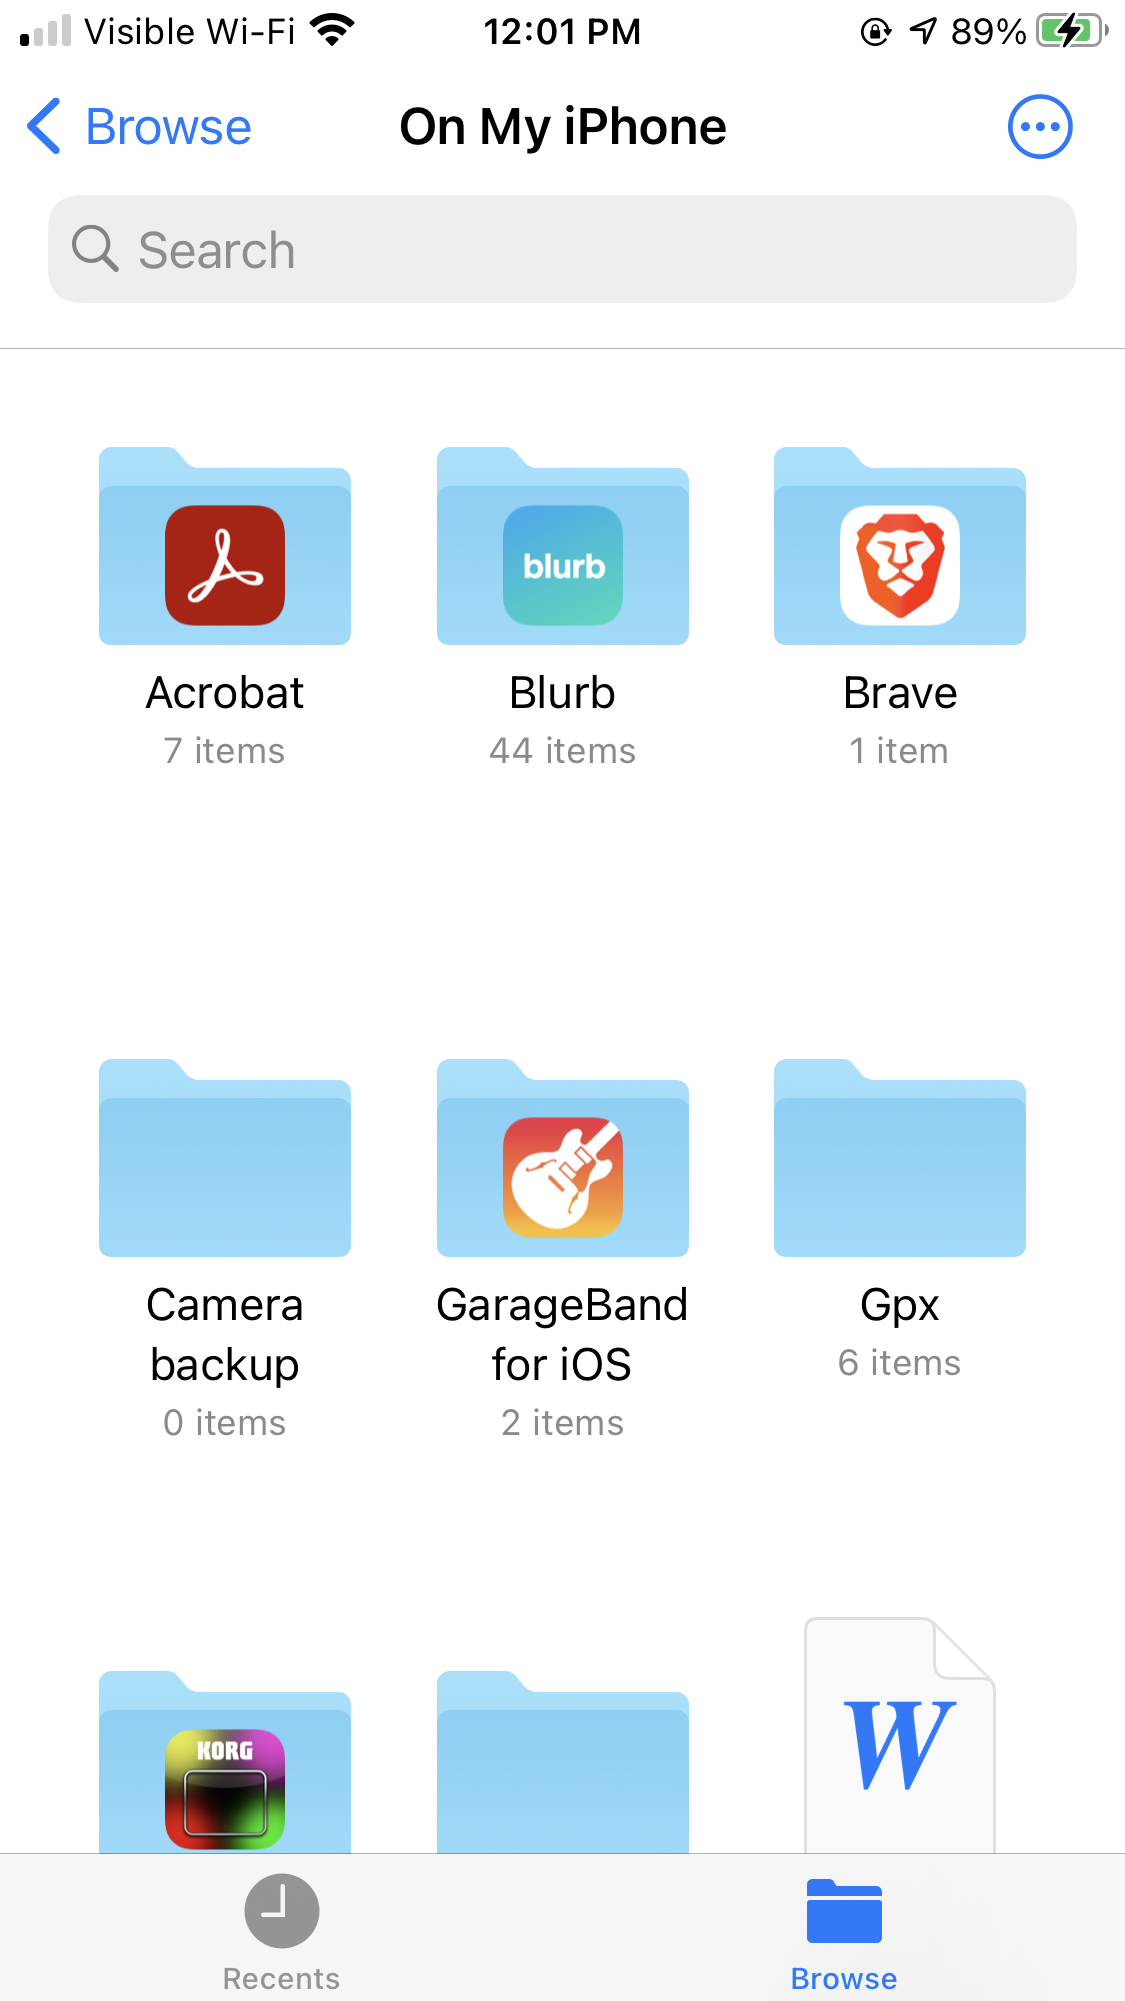 Visible Wi-Fi 12:01 PM 89%
Browse On My iPhone
Search
blurb
Acrobat Blurb Brave
7 items 44 items 1 item
Camera GarageBand Gpx
backup for iOS 6 items
0 items 2 items
KORG W
Recents Browse